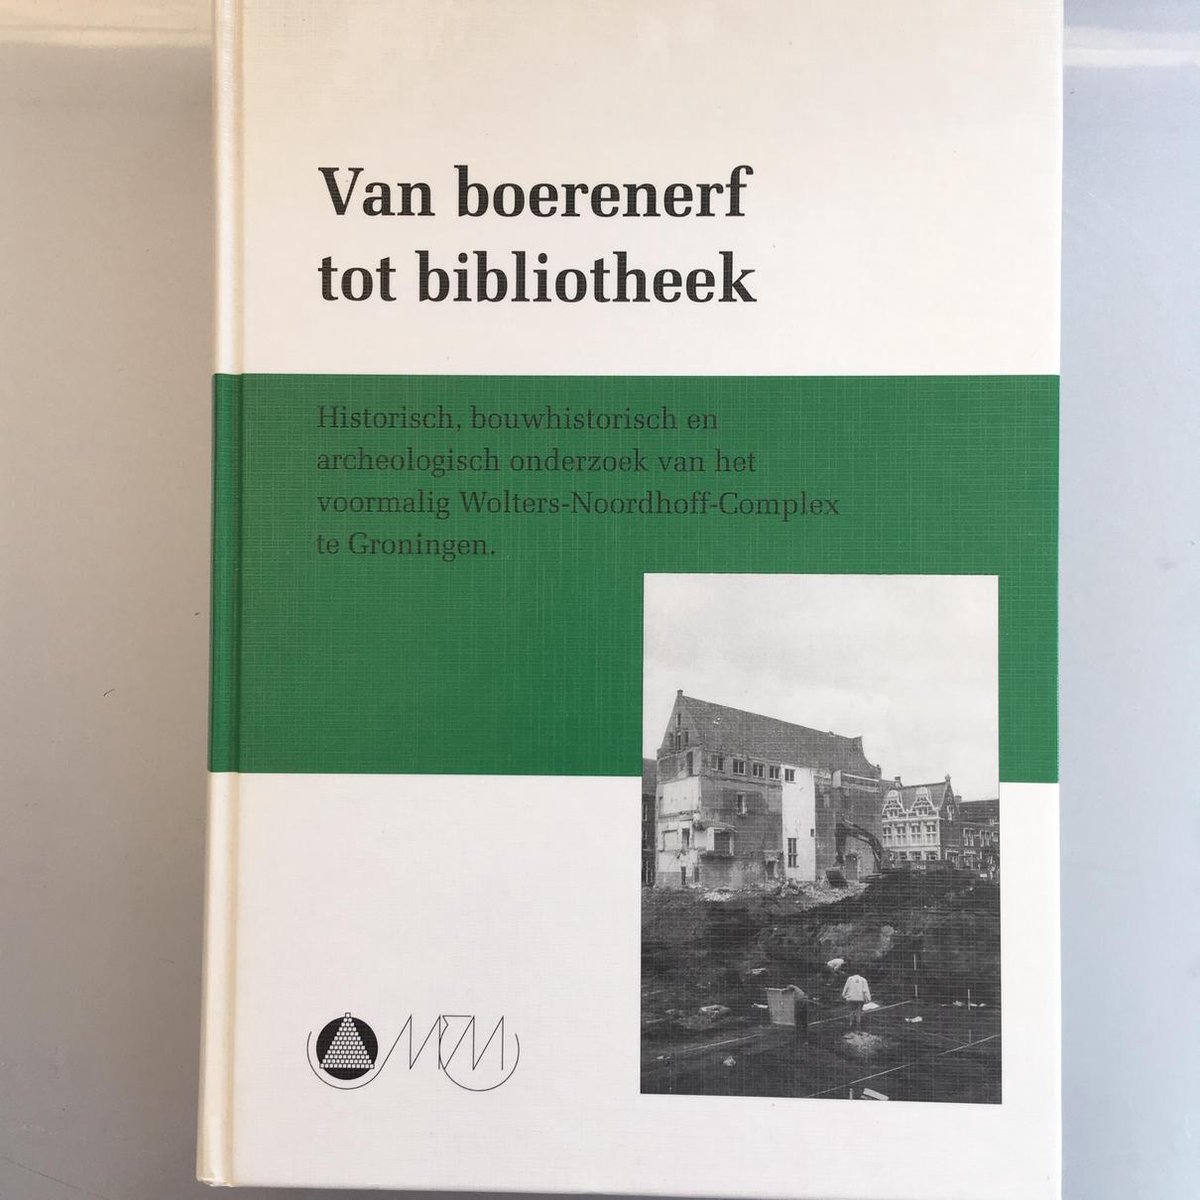 Van boerenerf
tot bibliotheek
Historisch, bouwhistorisch en
archeologisch onderzoek van het
voormalig Wolters-Noordhoff-Complex
te Groningen.